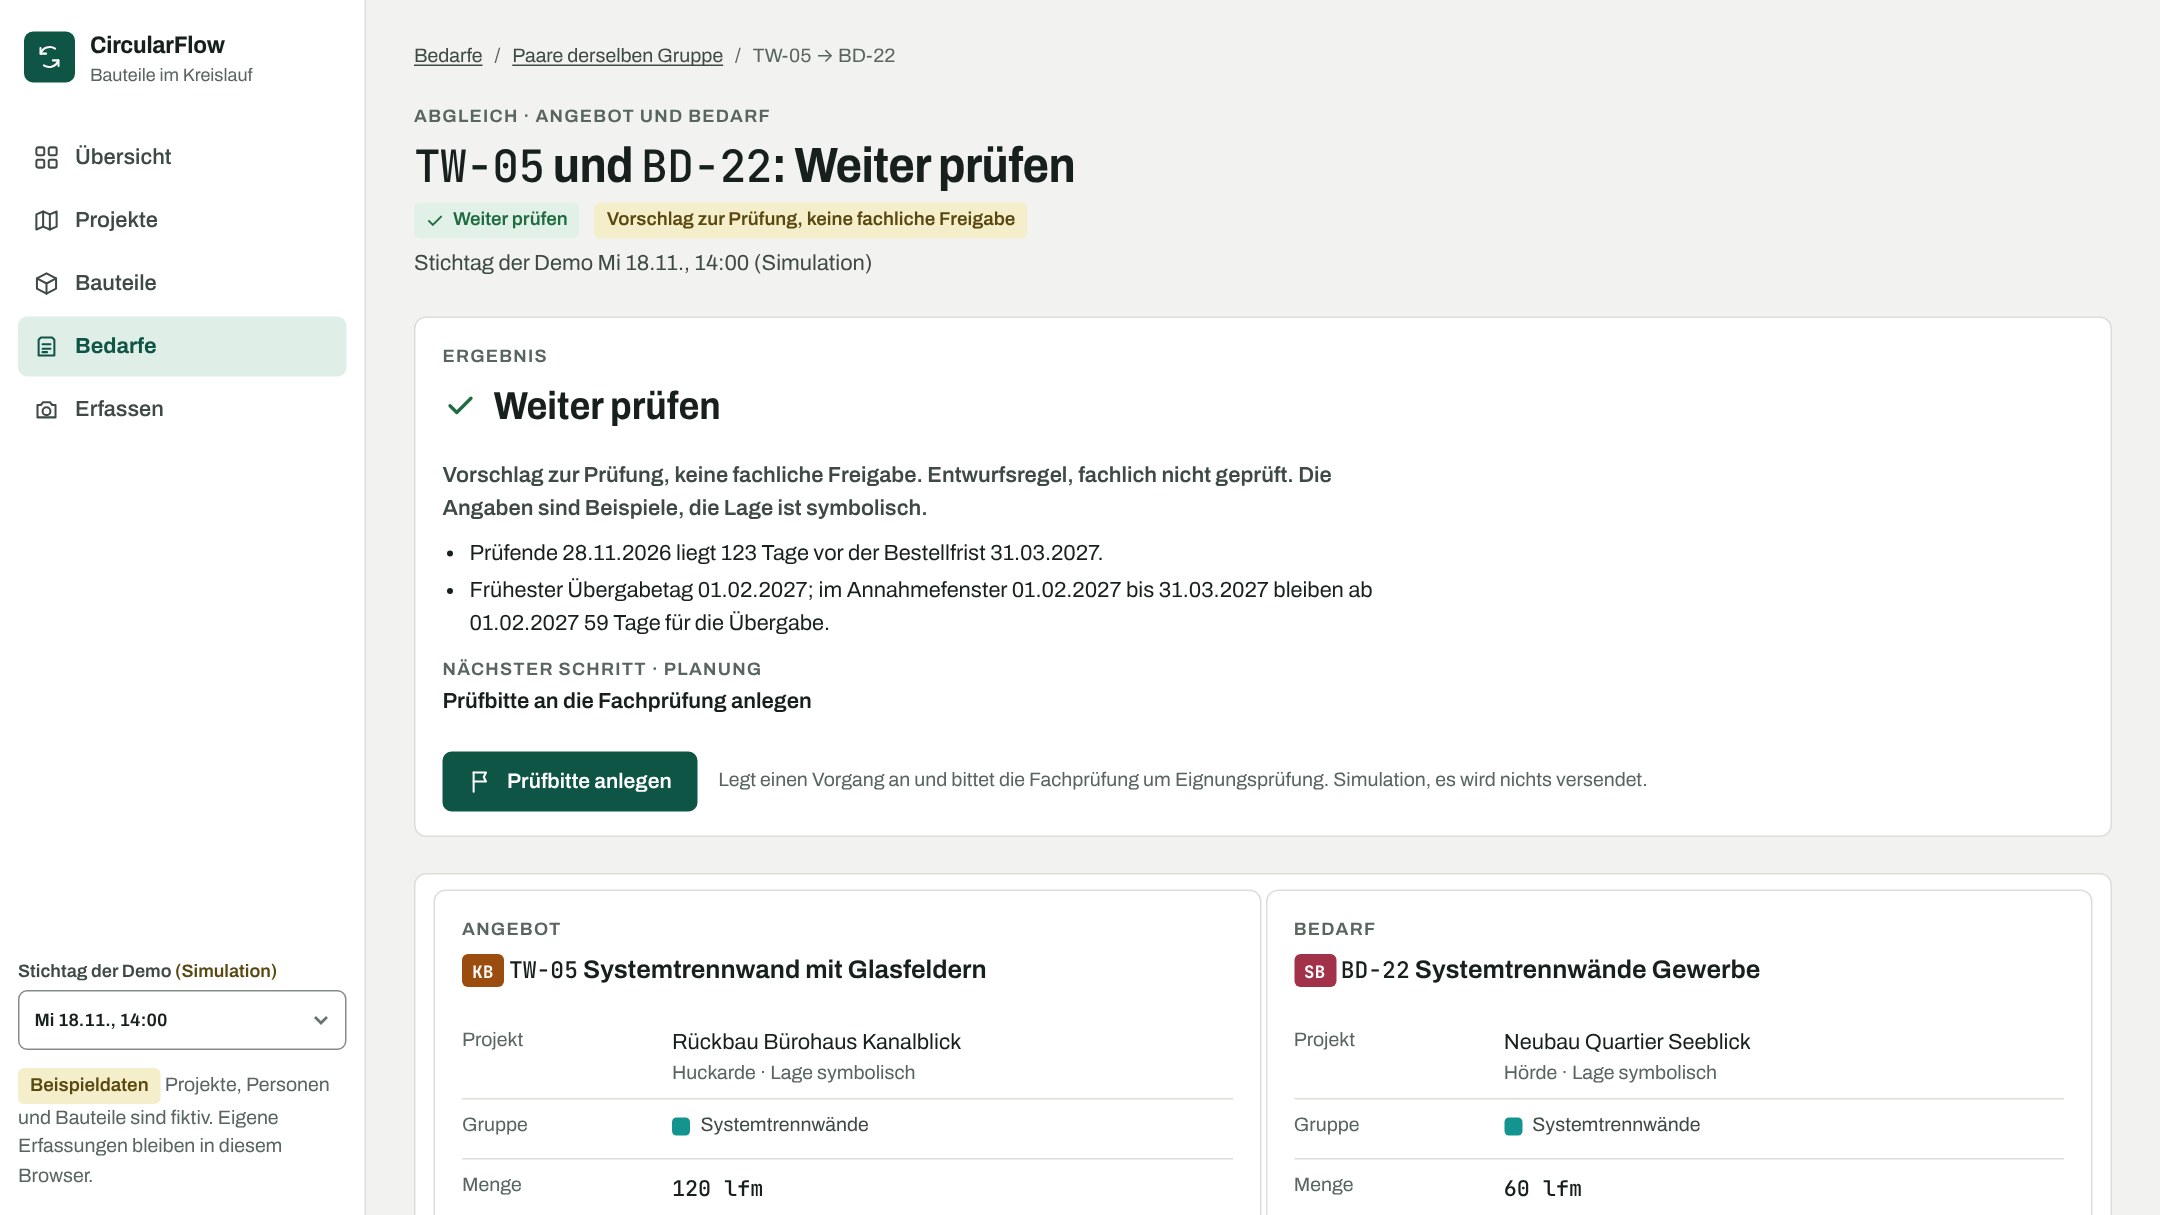 CircularFlow
Bauteile im Kreislauf
Übersicht
Projekte
Bauteile
Bedarfe
Erfassen
Stichtag der Demo (Simulation)
Mi 18.11., 14:00
Beispieldaten Projekte, Personen
und Bauteile sind fiktiv. Eigene
Erfassungen bleiben in diesem
Browser.
Bedarfe / Paare derselben Gruppe / TW-05 → BD-22
ABGLEICH · ANGEBOT UND BEDARF
TW-05 und BD-22: Weiter prüfen
Weiter prüfen
Vorschlag zur Prüfung, keine fachliche Freigabe
Stichtag der Demo Mi 18.11., 14:00 (Simulation)
ERGEBNIS
Weiter prüfen
Vorschlag zur Prüfung, keine fachliche Freigabe. Entwurfsregel, fachlich nicht geprüft. Die
Angaben sind Beispiele, die Lage ist symbolisch.
• Prüfende 28.11.2026 liegt 123 Tage vor der Bestellfrist 31.03.2027.
• Frühester Übergabetag 01.02.2027; im Annahmefenster 01.02.2027 bis 31.03.2027 bleiben ab
01.02.2027 59 Tage für die Übergabe.
NÄCHSTER SCHRITT · PLANUNG
Prüfbitte an die Fachprüfung anlegen
Prüfbitte anlegen
Legt einen Vorgang an und bittet die Fachprüfung um Eignungsprüfung. Simulation, es wird nichts versendet.
ANGEBOT
KB TW-05 Systemtrennwand mit Glasfeldern
Projekt
Rückbau Bürohaus Kanalblick
Huckarde · Lage symbolisch
Gruppe
Systemtrennwände
Menge
120 lfm
BEDARF
SB BD-22 Systemtrennwände Gewerbe
Projekt
Neubau Quartier Seeblick
Hörde · Lage symbolisch
Gruppe
Systemtrennwände
Menge
60 lfm